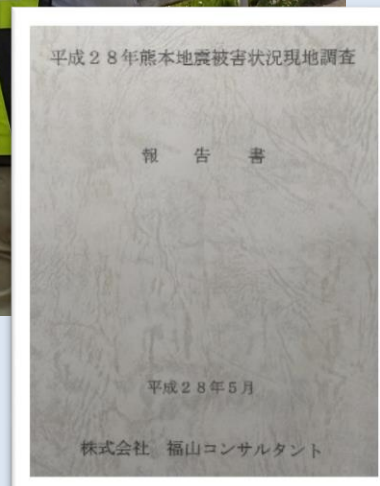 平成２８年熊本地震被害状況現地調査
報　告　書
平成２８年５月
株式会社　福山コンサルタント